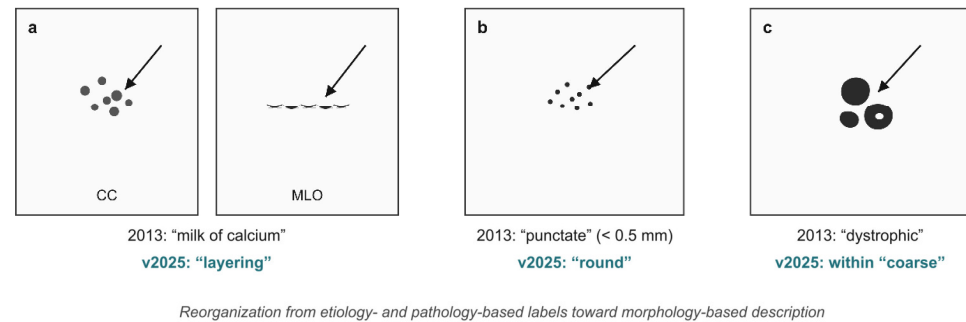 a
b
c
CC
MLO
2013: “milk of calcium”
v2025: “layering”
2013: “punctate” (< 0.5 mm)
v2025: “round”
2013: “dystrophic”
v2025: within “coarse”
Reorganization from etiology- and pathology-based labels toward morphology-based description